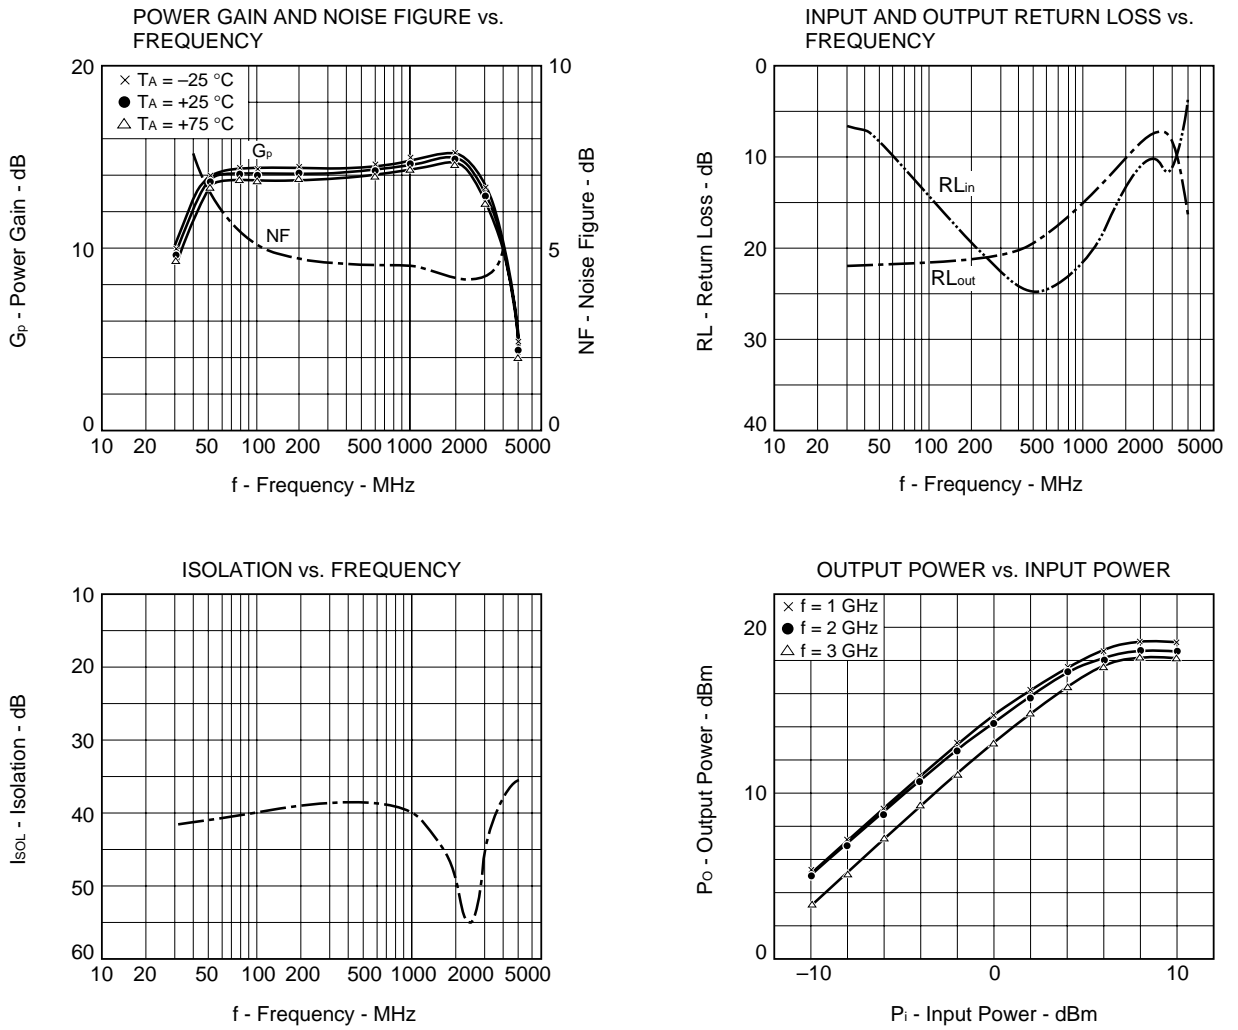 POWER GAIN AND NOISE FIGURE vs.
FREQUENCY
20
10
0
10
5
0
× TA = –25 °C
● TA = +25 °C
△ TA = +75 °C
Gp
NF
Gp - Power Gain - dB
NF - Noise Figure - dB
10 20 50 100 200 500 1000 2000 5000
f - Frequency - MHz
INPUT AND OUTPUT RETURN LOSS vs.
FREQUENCY
0
10
20
30
40
RLin
RLout
RL - Return Loss - dB
10 20 50 100 200 500 1000 2000 5000
f - Frequency - MHz
ISOLATION vs. FREQUENCY
10
20
30
40
50
60
ISOL - Isolation - dB
10 20 50 100 200 500 1000 2000 5000
f - Frequency - MHz
OUTPUT POWER vs. INPUT POWER
× f = 1 GHz
● f = 2 GHz
△ f = 3 GHz
20
10
0
PO - Output Power - dBm
–10 0 10
Pi - Input Power - dBm